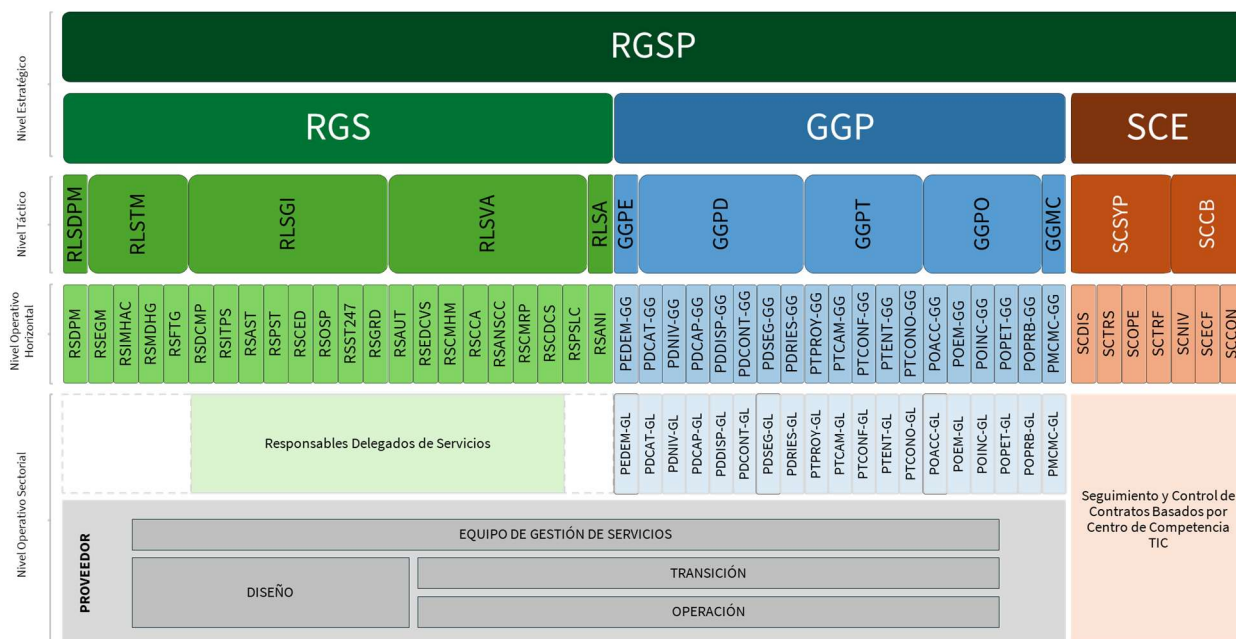 Nivel Estratégico
RGSP
RGS
GGP
SCE
Nivel Táctico
RLSDPM
RLSTM
RLSGI
RLSVA
RLSA
GGPE
GGPD
GGPT
GGPO
GGMC
SCSYP
SCCB
Nivel Operativo
Horizontal
RSDPM
RSEGM
RSIMHAC
RSMDHG
RSFTG
RSDCMP
RSITPS
RSAST
RSPST
RSCED
RSOSP
RSST247
RSGRD
RSAUT
RSEDCVS
RSCMHM
RSCCA
RSANSCC
RSCMRP
RSCDCS
RSPSLC
RSANI
PEDEM-GG
PDCAT-GG
PDNIV-GG
PDCAP-GG
PDDISP-GG
PDCONT-GG
PDSEG-GG
PDRIES-GG
PTPROY-GG
PTCAM-GG
PTCONF-GG
PTENT-GG
PTCONO-GG
POACC-GG
POEM-GG
POINC-GG
POPET-GG
POPRB-GG
PMCMC-GG
SCDIS
SCTRS
SCOPE
SCTRF
SCNIV
SCECF
SCCON
Nivel Operativo Sectorial
Responsables Delegados de Servicios
PEDEM-GL
PDCAT-GL
PDNIV-GL
PDCAP-GL
PDDISP-GL
PDCONT-GL
PDSEG-GL
PDRIES-GL
PTPROY-GL
PTCAM-GL
PTCONF-GL
PTENT-GL
PTCONO-GL
POACC-GL
POEM-GL
POINC-GL
POPET-GL
POPRB-GL
PMCMC-GL
Seguimiento y Control de
Contratos Basados por
Centro de Competencia
TIC
PROVEEDOR
EQUIPO DE GESTIÓN DE SERVICIOS
DISEÑO
TRANSICIÓN
OPERACIÓN